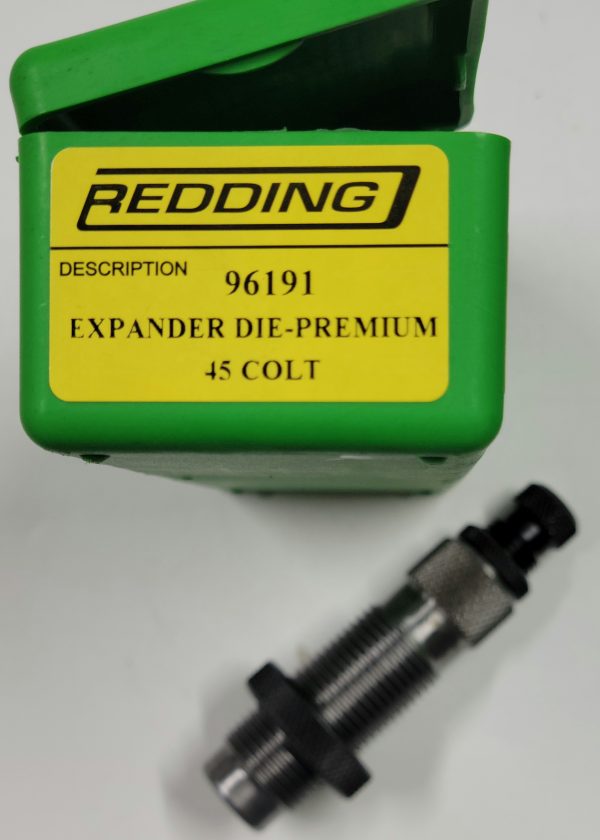 REDDING
DESCRIPTION
96191
EXPANDER DIE-PREMIUM
45 COLT